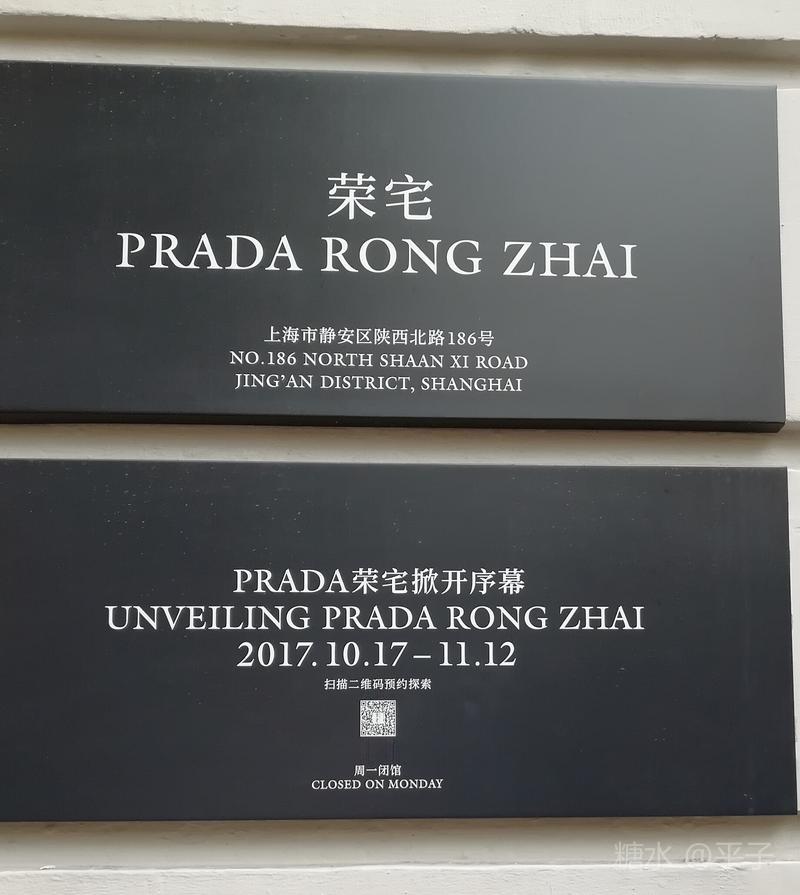 荣宅
PRADA RONG ZHAI
上海市静安区陕西北路186号
NO.186 NORTH SHAAN XI ROAD
JING'AN DISTRICT, SHANGHAI
PRADA荣宅掀开序幕
UNVEILING PRADA RONG ZHAI
2017.10.17–11.12
扫描二维码预约探索
周一闭馆
CLOSED ON MONDAY
糖水 @平子